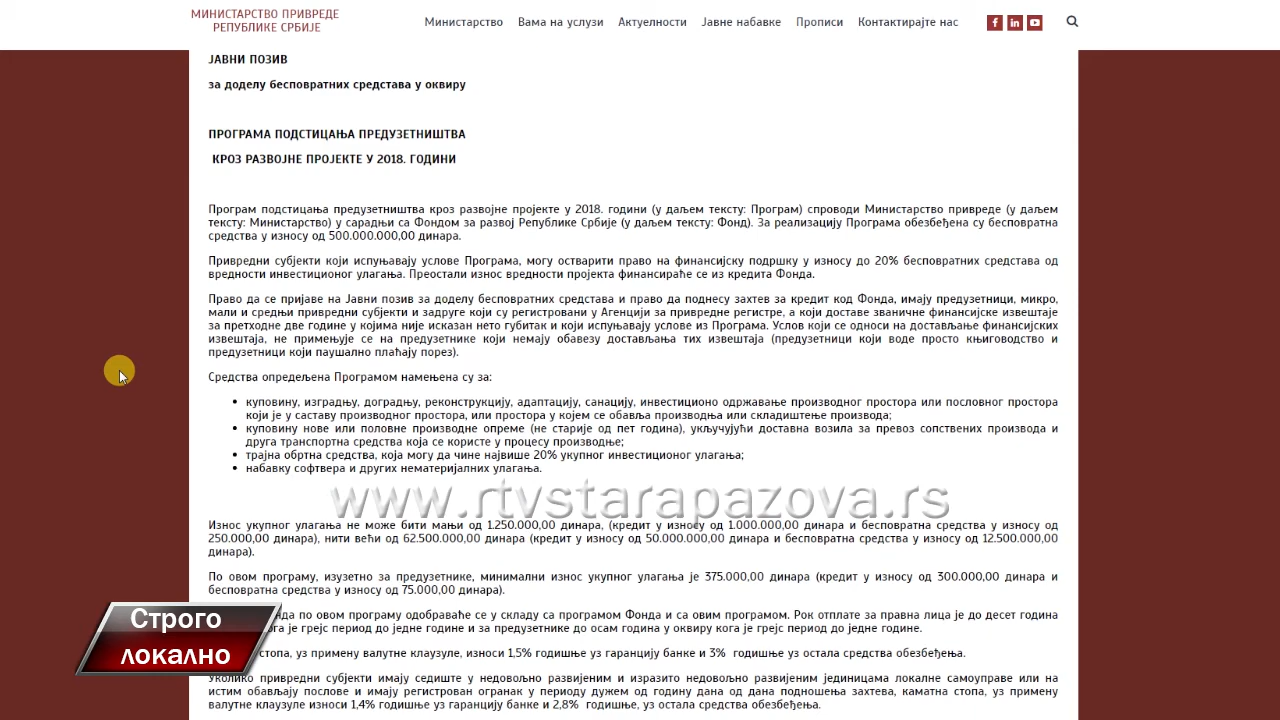 МИНИСТАРСТВО ПРИВРЕДЕ
РЕПУБЛИКЕ СРБИЈЕ
Министарство Вама на услузи Актуелности Јавне набавке Прописи Контактирајте нас
ЈАВНИ ПОЗИВ
за доделу бесповратних средстава у оквиру
ПРОГРАМА ПОДСТИЦАЊА ПРЕДУЗЕТНИШТВА
КРОЗ РАЗВОЈНЕ ПРОЈЕКТЕ У 2018. ГОДИНИ
Програм подстицања предузетништва кроз развојне пројекте у 2018. години (у даљем тексту: Програм) спроводи Министарство привреде (у даљем
тексту: Министарство) у сарадњи са Фондом за развој Републике Србије (у даљем тексту: Фонд). За реализацију Програма обезбеђена су бесповратна
средства у износу од 500.000.000,00 динара.
Привредни субјекти који испуњавају услове Програма, могу остварити право на финансијску подршку у износу до 20% бесповратних средстава од
вредности инвестиционог улагања. Преостали износ вредности пројекта финансираће се из кредита Фонда.
Право да се пријаве на Јавни позив за доделу бесповратних средстава и право да поднесу захтев за кредит код Фонда, имају предузетници, микро,
мали и средњи привредни субјекти и задруге који су регистровани у Агенцији за привредне регистре, а који доставе званичне финансијске извештаје
за претходне две године у којима није исказан нето губитак и који испуњавају услове из Програма. Услов који се односи на достављање финансијских
извештаја, не примењује се на предузетнике који немају обавезу достављања тих извештаја (предузетници који воде просто књиговодство и
предузетници који паушално плаћају порез).
Средства опредељена Програмом намењена су за:
• куповину, изградњу, доградњу, реконструкцију, адаптацију, санацију, инвестиционо одржавање производног простора или пословног простора
који је у саставу производног простора, или простора у којем се обавља производња или складиштење производа;
• куповину нове или половне производне опреме (не старије од пет година), укључујући доставна возила за превоз сопствених производа и
друга транспортна средства која се користе у процесу производње;
• трајна обртна средства, која могу да чине највише 20% укупног инвестиционог улагања;
• набавку софтвера и других нематеријалних улагања.
www.rtvstarapazova.rs
Износ укупног улагања не може бити мањи од 1.250.000,00 динара, (кредит у износу од 1.000.000,00 динара и бесповратна средства у износу од
250.000,00 динара), нити већи од 62.500.000,00 динара (кредит у износу од 50.000.000,00 динара и бесповратна средства у износу од 12.500.000,00
динара).
По овом програму, изузетно за предузетнике, минимални износ укупног улагања је 375.000,00 динара (кредит у износу од 300.000,00 динара и
бесповратна средства у износу од 75.000,00 динара).
по овом програму одобраваће се у складу са програмом Фонда и са овим програмом. Рок отплате за правна лица је до десет година
је грејс период до једне године и за предузетнике до осам година у оквиру кога је грејс период до једне године.
стопа, уз примену валутне клаузуле, износи 1,5% годишње уз гаранцију банке и 3% годишње уз остала средства обезбеђења.
Уколико привредни субјекти имају седиште у недовољно развијеним и изразито недовољно развијеним јединицама локалне самоуправе или на
истим обављају послове и имају регистрован огранак у периоду дужем од годину дана од дана подношења захтева, каматна стопа, уз примену
валутне клаузуле износи 1,4% годишње уз гаранцију банке и 2,8% годишње, уз остала средства обезбеђења.
Строго
локално